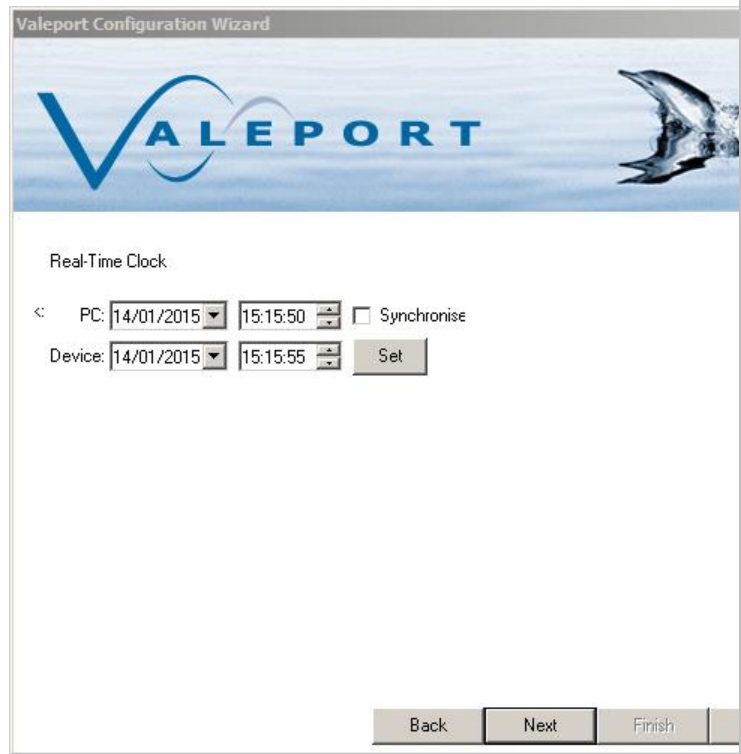 Valeport Configuration Wizard
VALEPORT
Real-Time Clock
<: PC: 14/01/2015 15:15:50 Synchronise
Device: 14/01/2015 15:15:55 Set
Back Next Finish